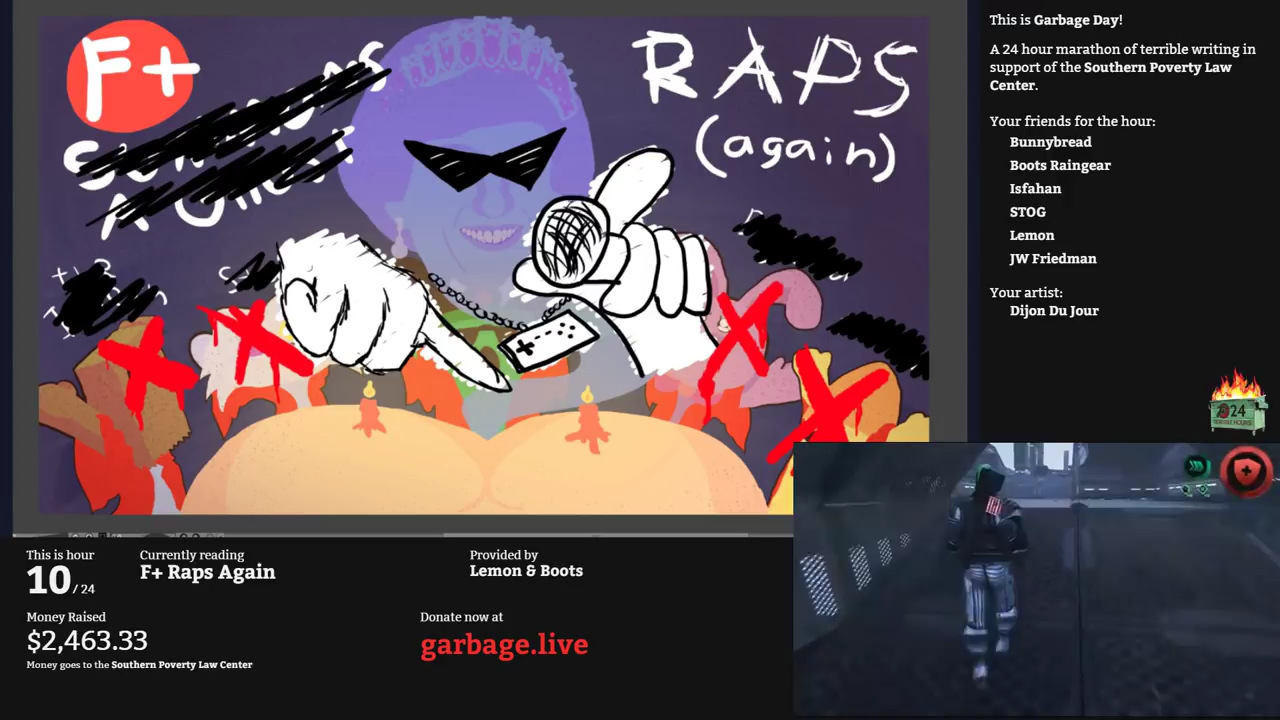 F+
RAPS
(again)
This is Garbage Day!
A 24 hour marathon of terrible writing in
support of the Southern Poverty Law
Center.
Your friends for the hour:
Bunnybread
Boots Raingear
Isfahan
STOG
Lemon
JW Friedman
Your artist:
Dijon Du Jour
This is hour
10 / 24
Currently reading
F+ Raps Again
Provided by
Lemon & Boots
Money Raised
$2,463.33
Money goes to the Southern Poverty Law Center
Donate now at
garbage.live